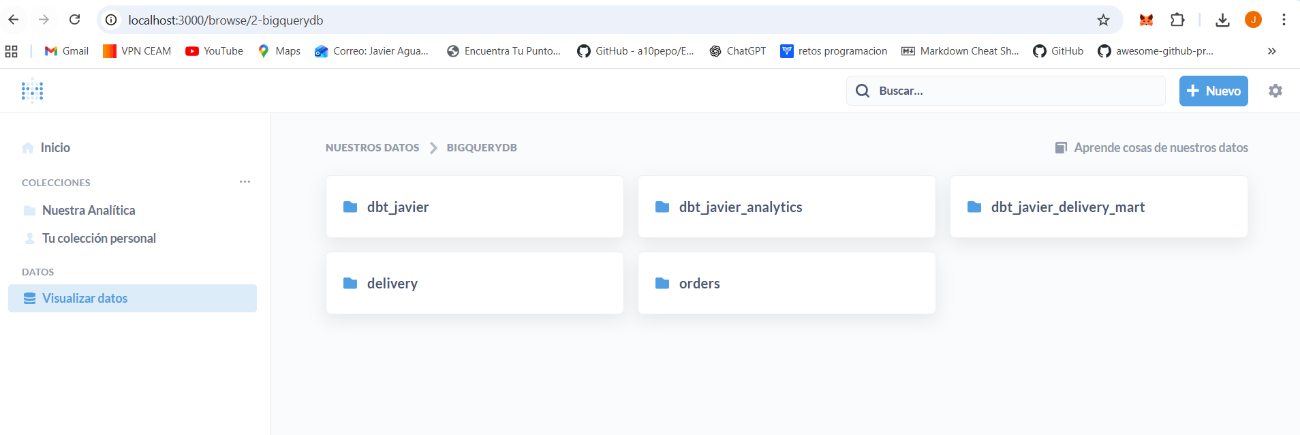 localhost:3000/browse/2-bigquerydb
J
Gmail VPN CEAM YouTube Maps Correo: Javier Agua... Encuentra Tu Punto... GitHub - a10pepo/E... ChatGPT retos programacion Markdown Cheat Sh... GitHub awesome-github-pr... »
Buscar... + Nuevo
Inicio
COLECCIONES ...
Nuestra Analítica
Tu colección personal
DATOS
Visualizar datos
NUESTROS DATOS > BIGQUERYDB Aprende cosas de nuestros datos
dbt_javier dbt_javier_analytics dbt_javier_delivery_mart
delivery orders